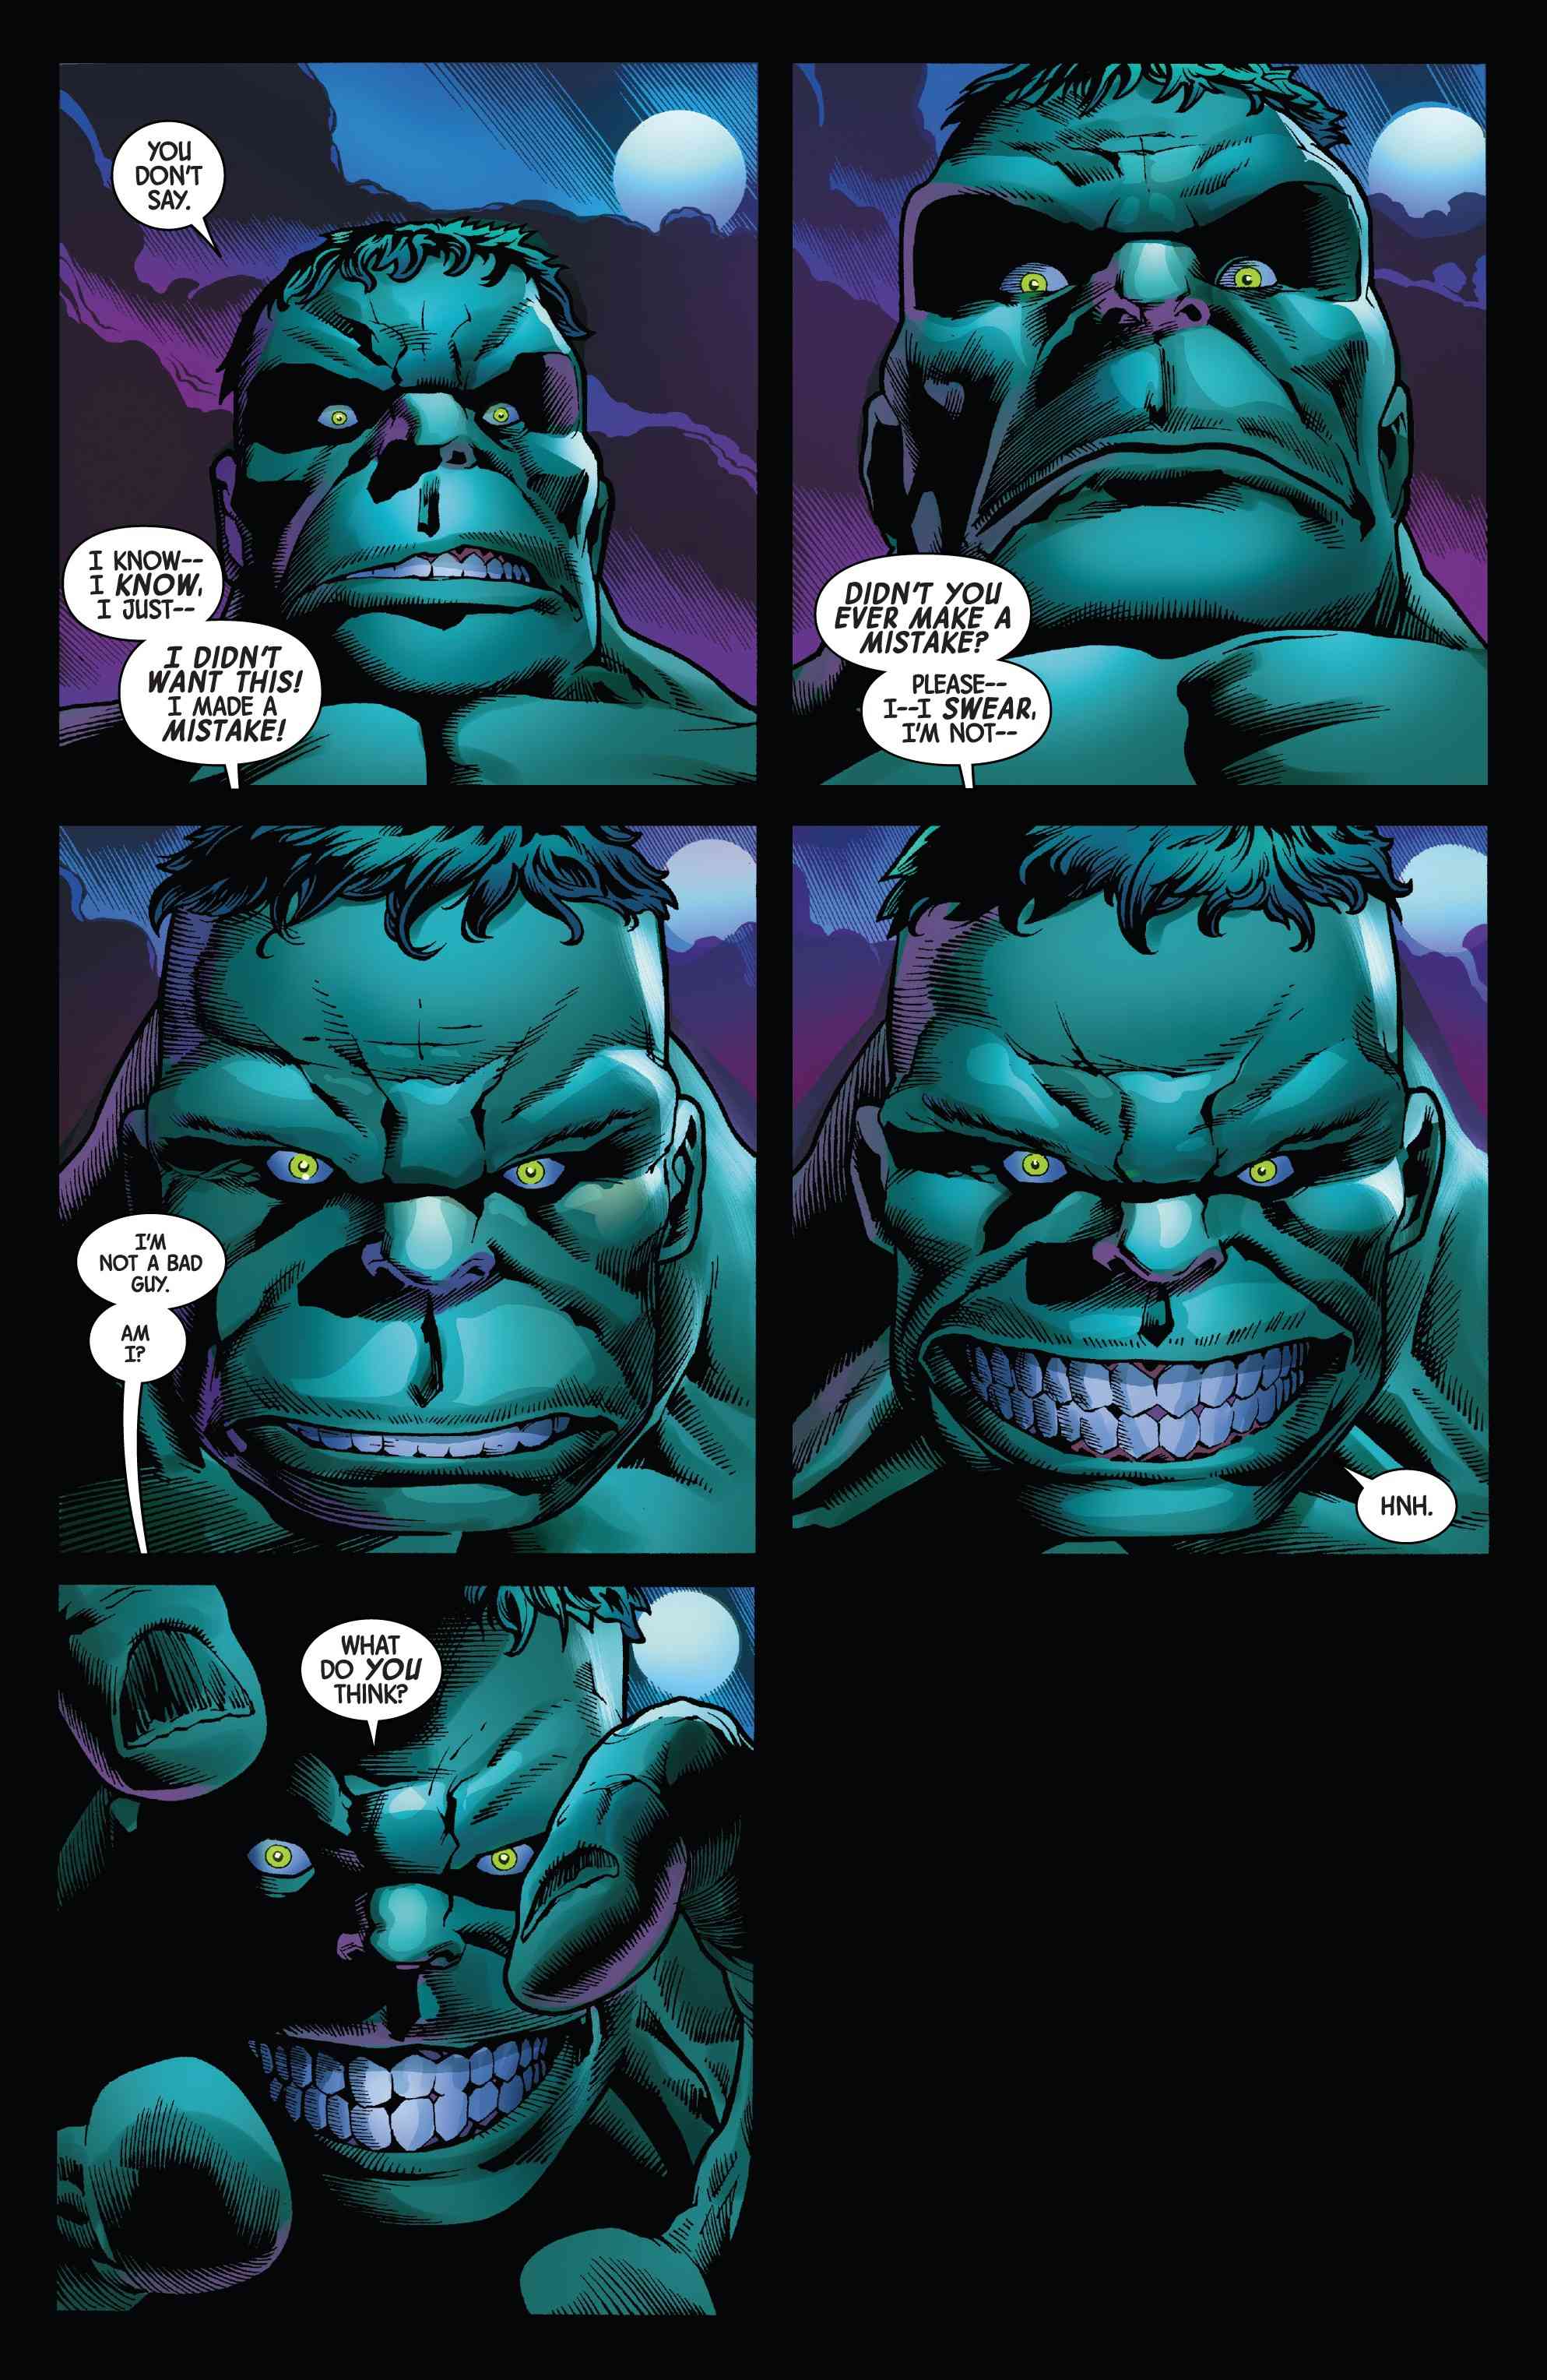 YOU
DON'T
SAY.
I KNOW--
I KNOW,
I JUST--
I DIDN'T
WANT THIS!
I MADE A
MISTAKE!
DIDN'T YOU
EVER MAKE A
MISTAKE?
PLEASE--
I--I SWEAR,
I'M NOT--
I'M
NOT A BAD
GUY.
AM
I?
HNH.
WHAT
DO YOU
THINK?